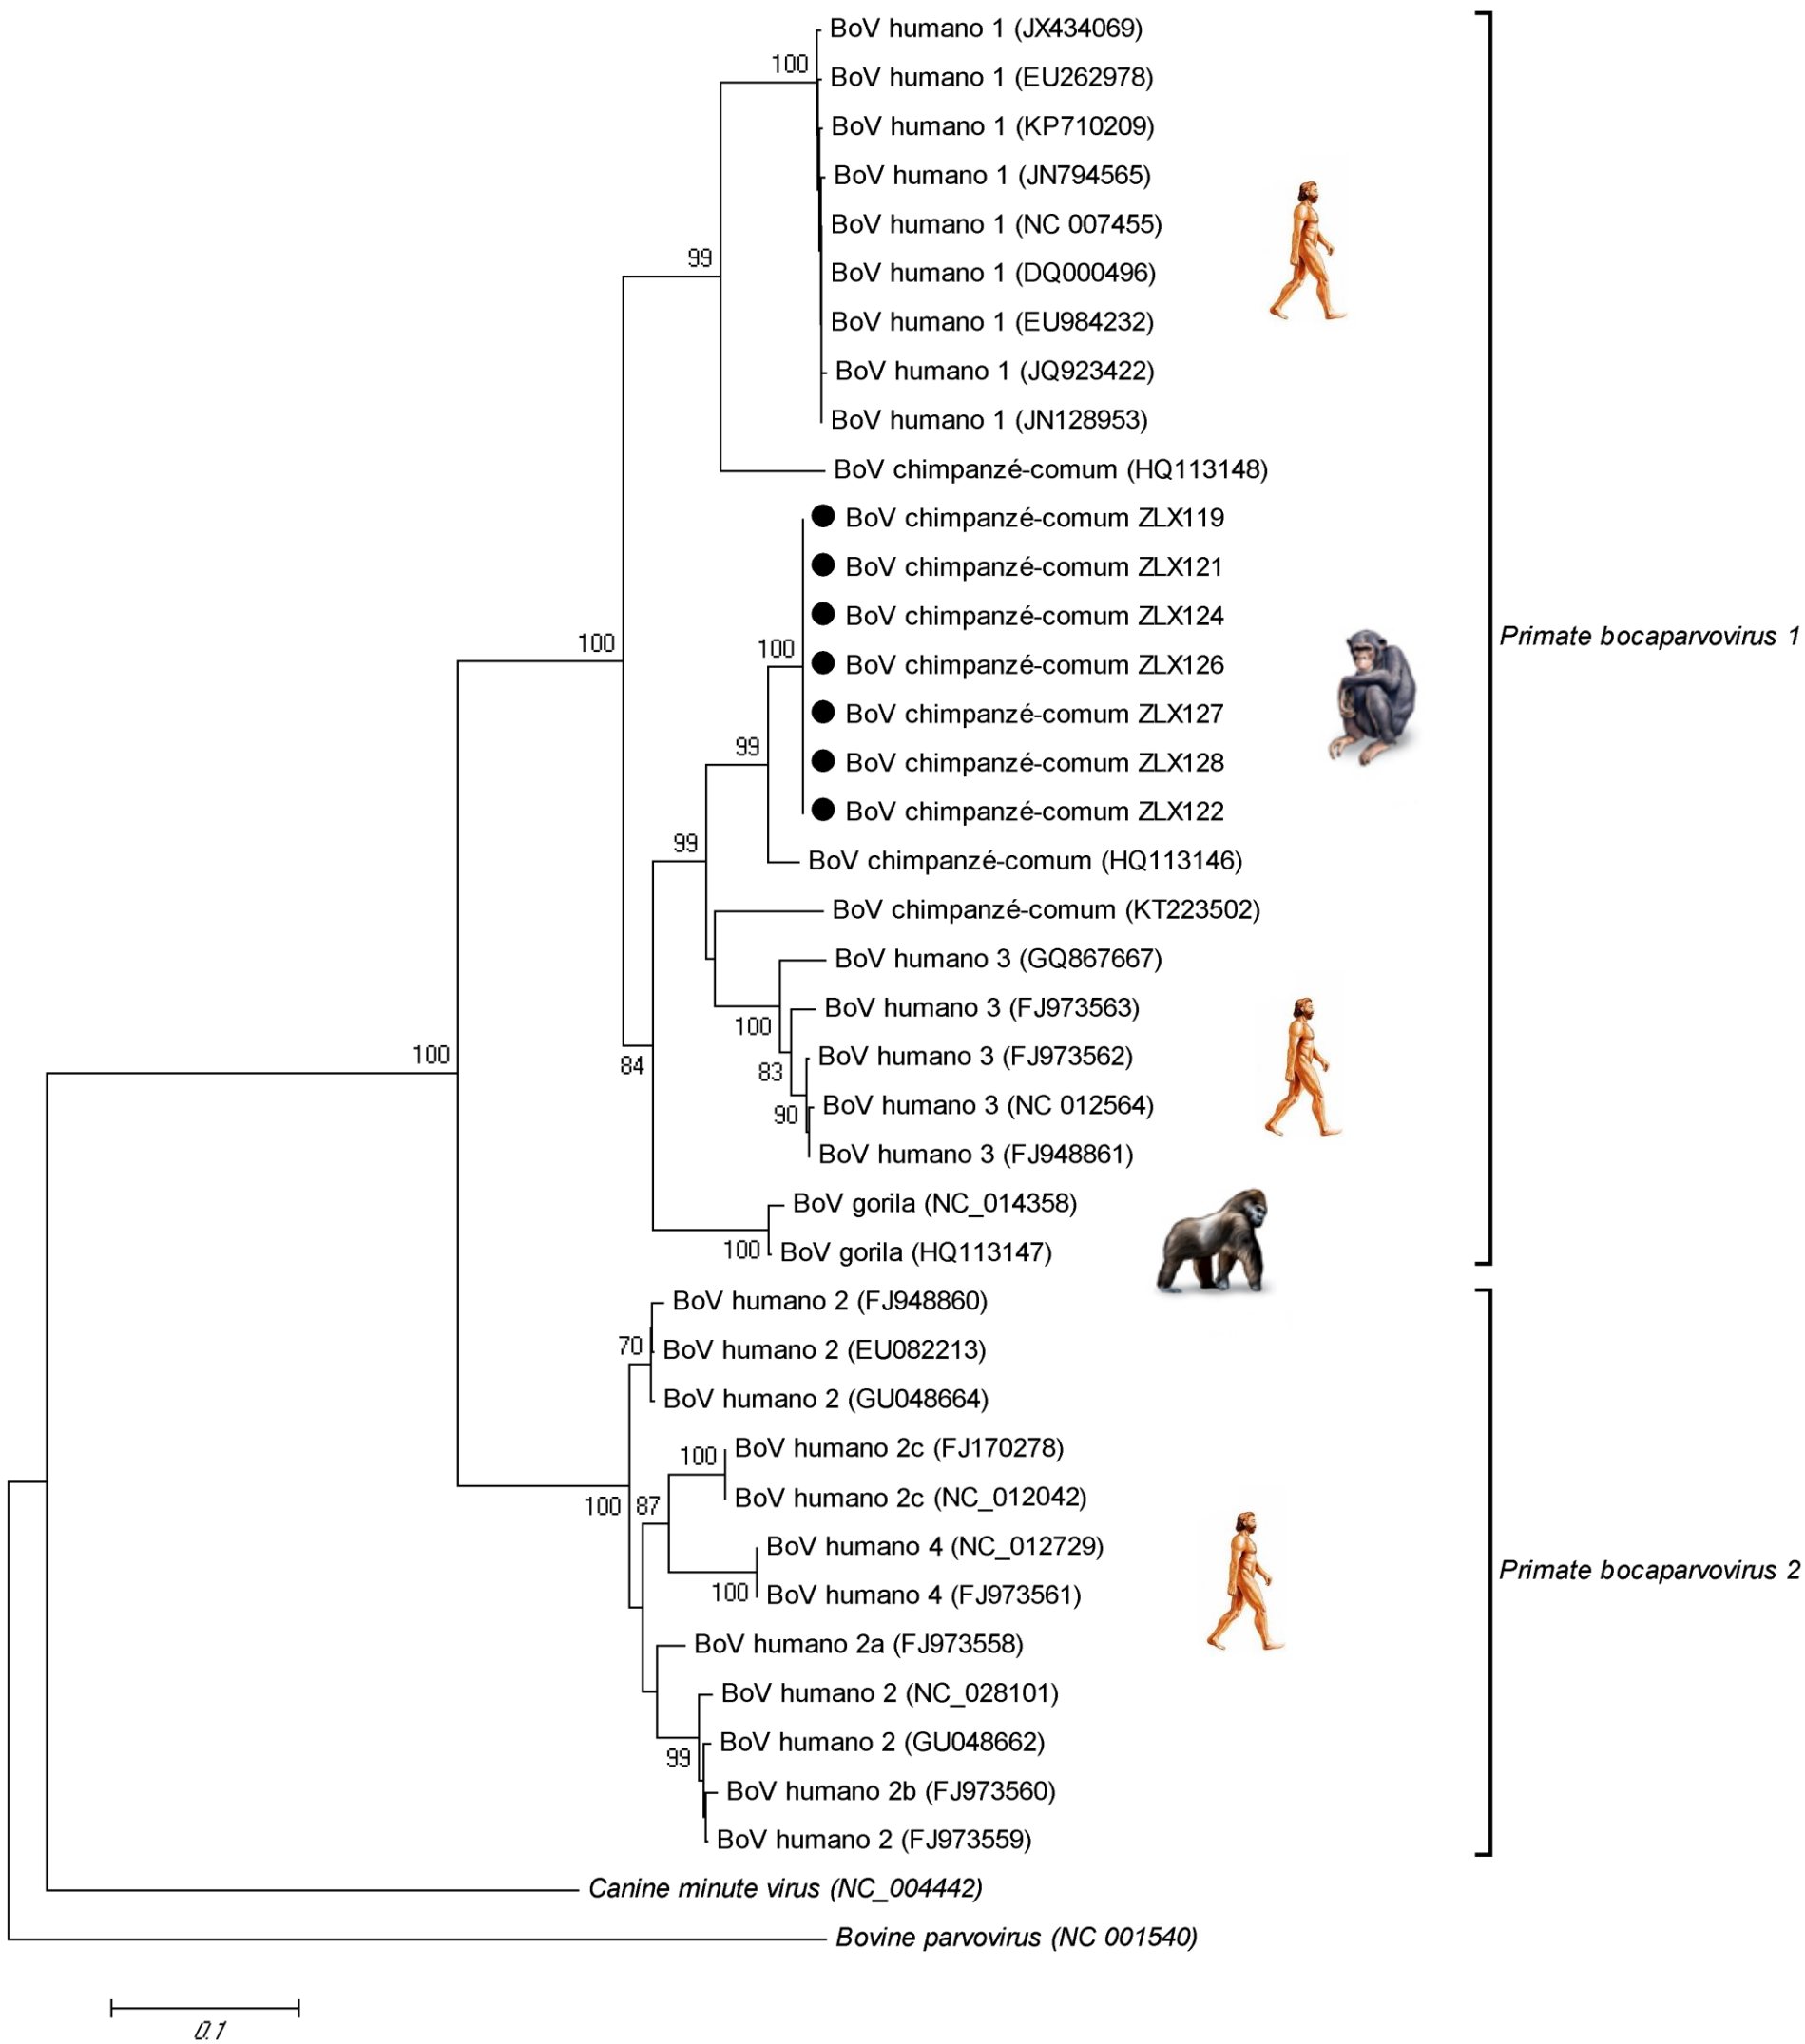 BoV humano 1 (JX434069)
100
BoV humano 1 (EU262978)
BoV humano 1 (KP710209)
BoV humano 1 (JN794565)
BoV humano 1 (NC 007455)
99
BoV humano 1 (DQ000496)
BoV humano 1 (EU984232)
BoV humano 1 (JQ923422)
BoV humano 1 (JN128953)
BoV chimpanzé-comum (HQ113148)
BoV chimpanzé-comum ZLX119
BoV chimpanzé-comum ZLX121
BoV chimpanzé-comum ZLX124
100
Primate bocaparvovirus 1
100
BoV chimpanzé-comum ZLX126
BoV chimpanzé-comum ZLX127
99
BoV chimpanzé-comum ZLX128
BoV chimpanzé-comum ZLX122
99
BoV chimpanzé-comum (HQ113146)
BoV chimpanzé-comum (KT223502)
BoV humano 3 (GQ867667)
BoV humano 3 (FJ973563)
100
100
BoV humano 3 (FJ973562)
84
83
BoV humano 3 (NC 012564)
90
BoV humano 3 (FJ948861)
BoV gorila (NC_014358)
100
BoV gorila (HQ113147)
BoV humano 2 (FJ948860)
70
BoV humano 2 (EU082213)
BoV humano 2 (GU048664)
BoV humano 2c (FJ170278)
100
BoV humano 2c (NC_012042)
100
87
BoV humano 4 (NC_012729)
Primate bocaparvovirus 2
100
BoV humano 4 (FJ973561)
BoV humano 2a (FJ973558)
BoV humano 2 (NC_028101)
BoV humano 2 (GU048662)
99
BoV humano 2b (FJ973560)
BoV humano 2 (FJ973559)
Canine minute virus (NC_004442)
Bovine parvovirus (NC 001540)
0.1